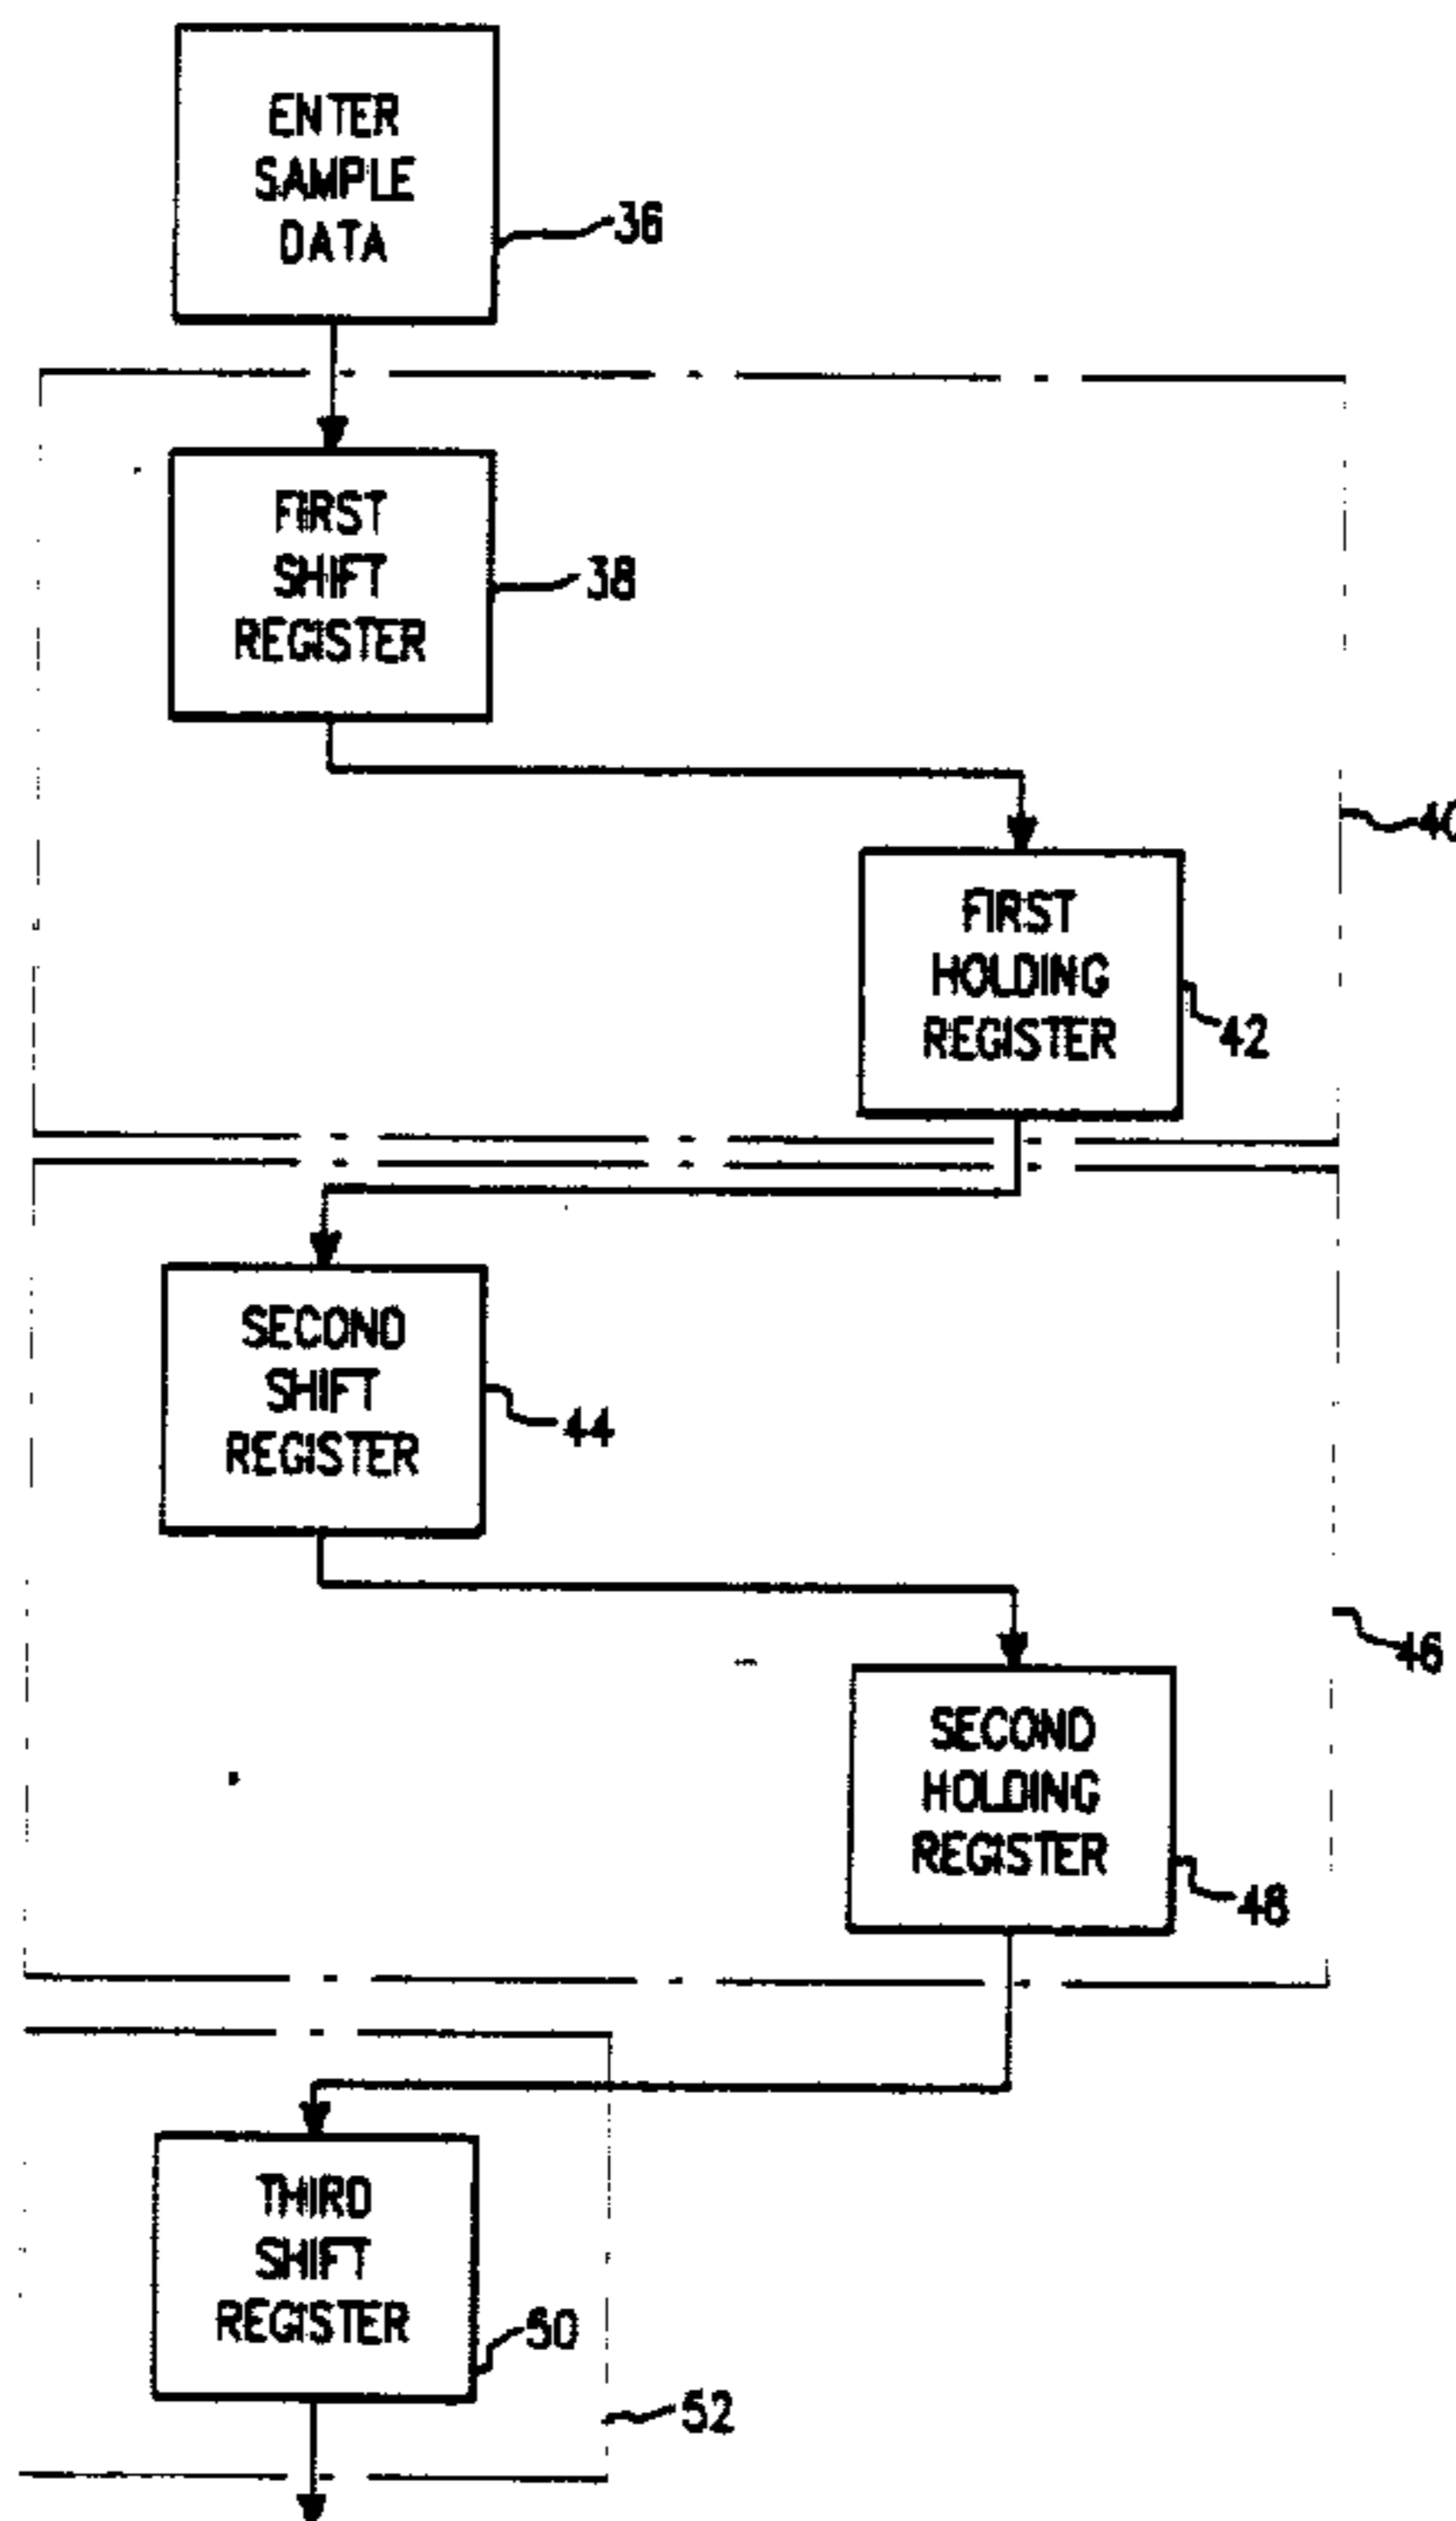 ENTER
SAMPLE
DATA
36
FIRST
SHIFT
REGISTER
38
40
FIRST
HOLDING
REGISTER
42
SECOND
SHIFT
REGISTER
44
46
SECOND
HOLDING
REGISTER
48
THIRD
SHIFT
REGISTER
50
52